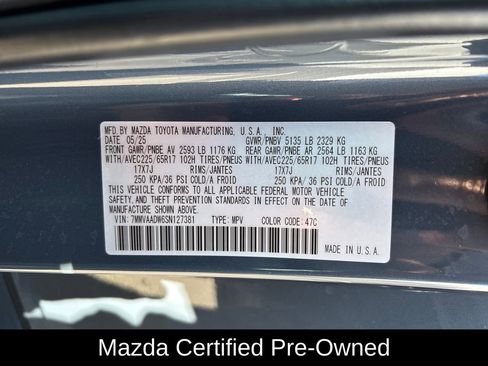 MFD. BY MAZDA TOYOTA MANUFACTURING, U.S.A., INC.
DATE 05/25 GVWR/PNBV 5135 LB 2329 KG
FRONT GAWR/PNBE AV 2593 LB 1176 KG REAR GAWR/PNBE AR 2564 LB 1163 KG
WITH/AVEC225/65R17 102H TIRES/PNEUS WITH/AVEC225/65R17 102H TIRES/PNEUS
17X7J RIMS/JANTES 17X7J RIMS/JANTES
250 KPA/36 PSI COLD/A FROID 250 KPA/36 PSI COLD/A FROID
THIS VEHICLE CONFORMS TO ALL APPLICABLE FEDERAL MOTOR VEHICLE
SAFETY AND THEFT PREVENTION STANDARDS IN EFFECT ON THE DATE OF
MANUFACTURE SHOWN ABOVE.
VIN: 7MMVAADW6SN127381 TYPE: MPV COLOR CODE: 47C
MADE IN U.S.A.
Mazda Certified Pre-Owned